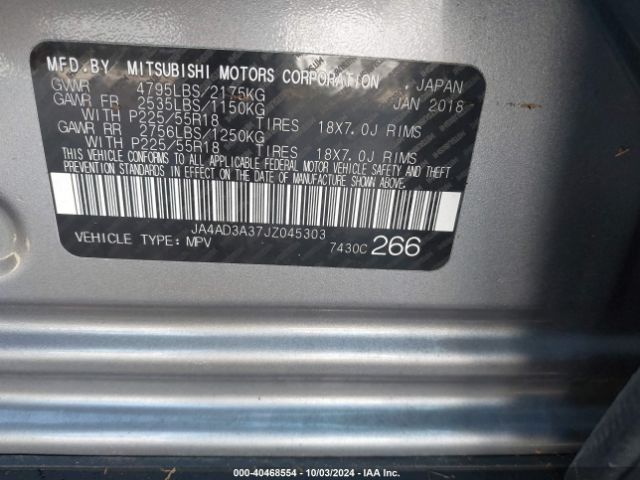 MFD.BY MITSUBISHI MOTORS CORPORATION , JAPAN
GVWR 4795LBS/2175KG JAN 2018
GAWR FR 2535LBS/1150KG
WITH P225/55R18 TIRES 18X7.0J RIMS
GAWR RR 2756LBS/1250KG
WITH P225/55R18 TIRES 18X7.0J RIMS
THIS VEHICLE CONFORMS TO ALL APPLICABLE FEDERAL MOTOR VEHICLE SAFETY AND THEFT
PREVENTION STANDARDS IN EFFECT ON THE DATE OF MANUFACTURE SHOWN ABOVE.
JA4AD3A37JZ045303
VEHICLE TYPE: MPV 7430C 266
000-40468554 - 10/03/2024 - IAA Auctions